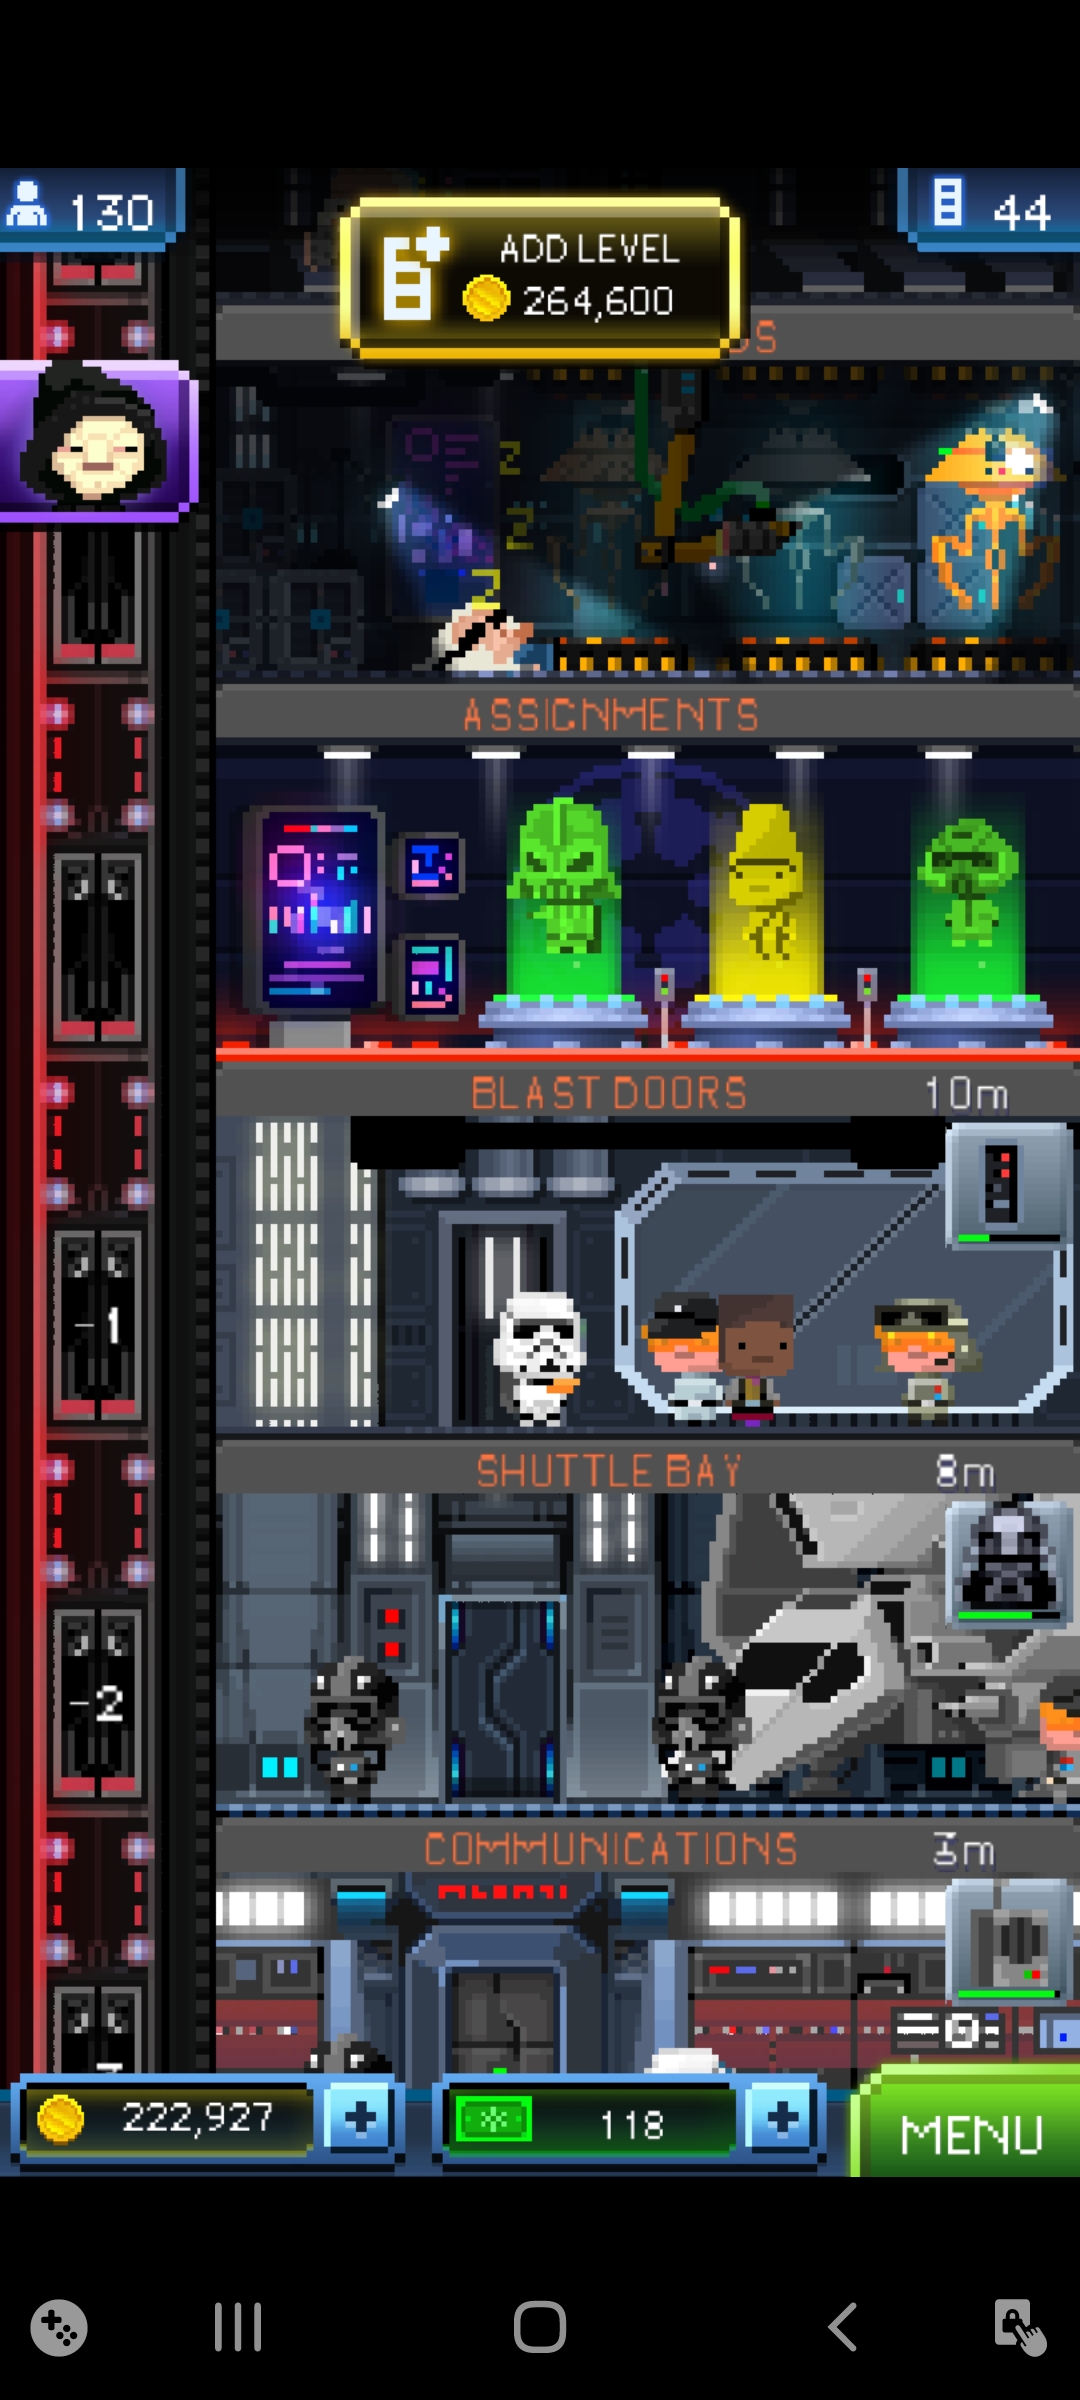 130
ADD LEVEL
264,600
44
DS
Z
Z
Z
ASSIGNMENTS
BLAST DOORS 10m
-1
SHUTTLE BAY 8m
-2
COMMUNICATIONS 3m
222,927
118
MENU